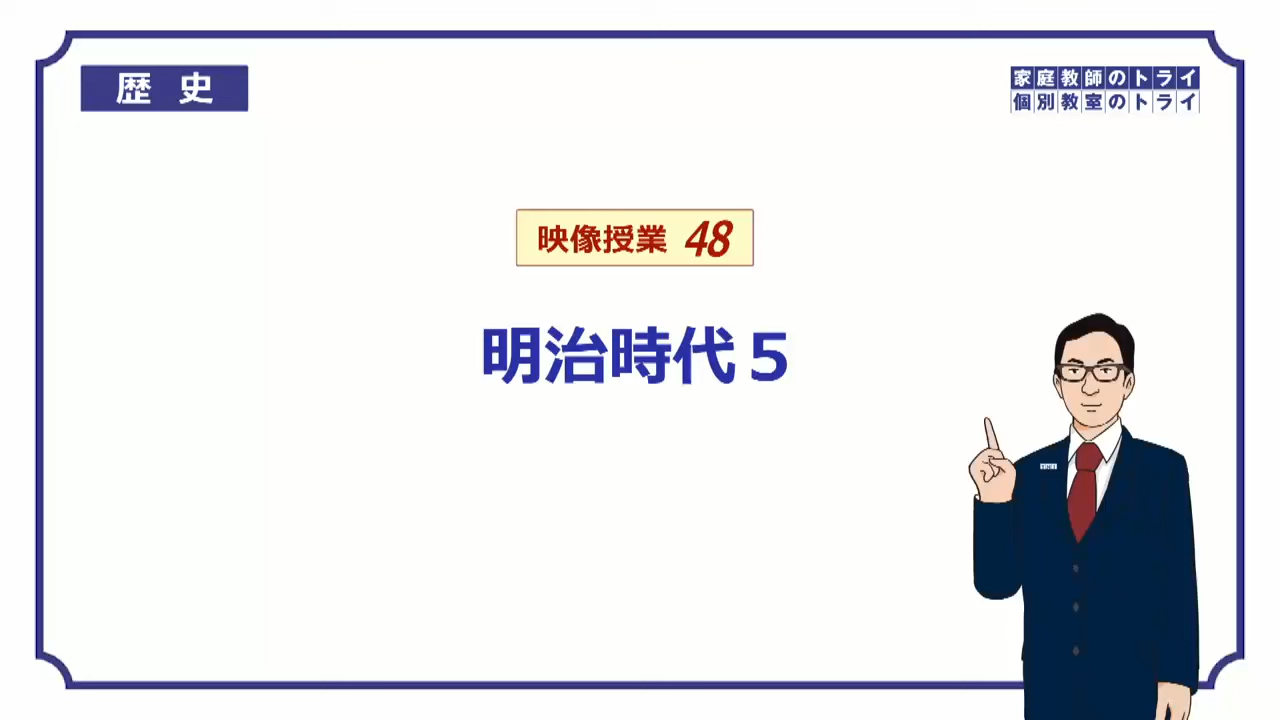 歴史
家庭教師のトライ
個別教室のトライ
映像授業 48
明治時代5